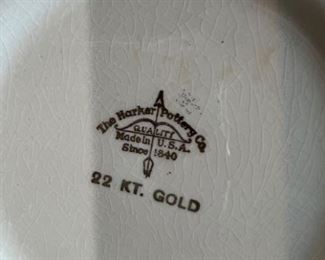 The Harker Pottery Co.
QUALITY
Made in U.S.A.
Since 1840
22 KT. GOLD